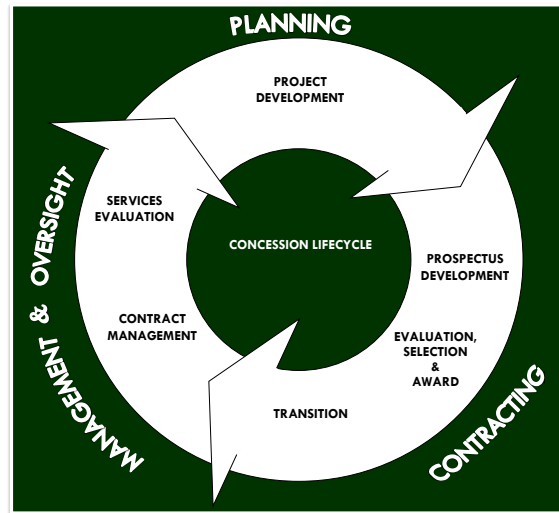 PLANNING
PROJECT
DEVELOPMENT
SERVICES
EVALUATION
CONCESSION LIFECYCLE
PROSPECTUS
DEVELOPMENT
CONTRACT
MANAGEMENT
EVALUATION,
SELECTION
&
AWARD
TRANSITION
MANAGEMENT & OVERSIGHT
CONTRACTING